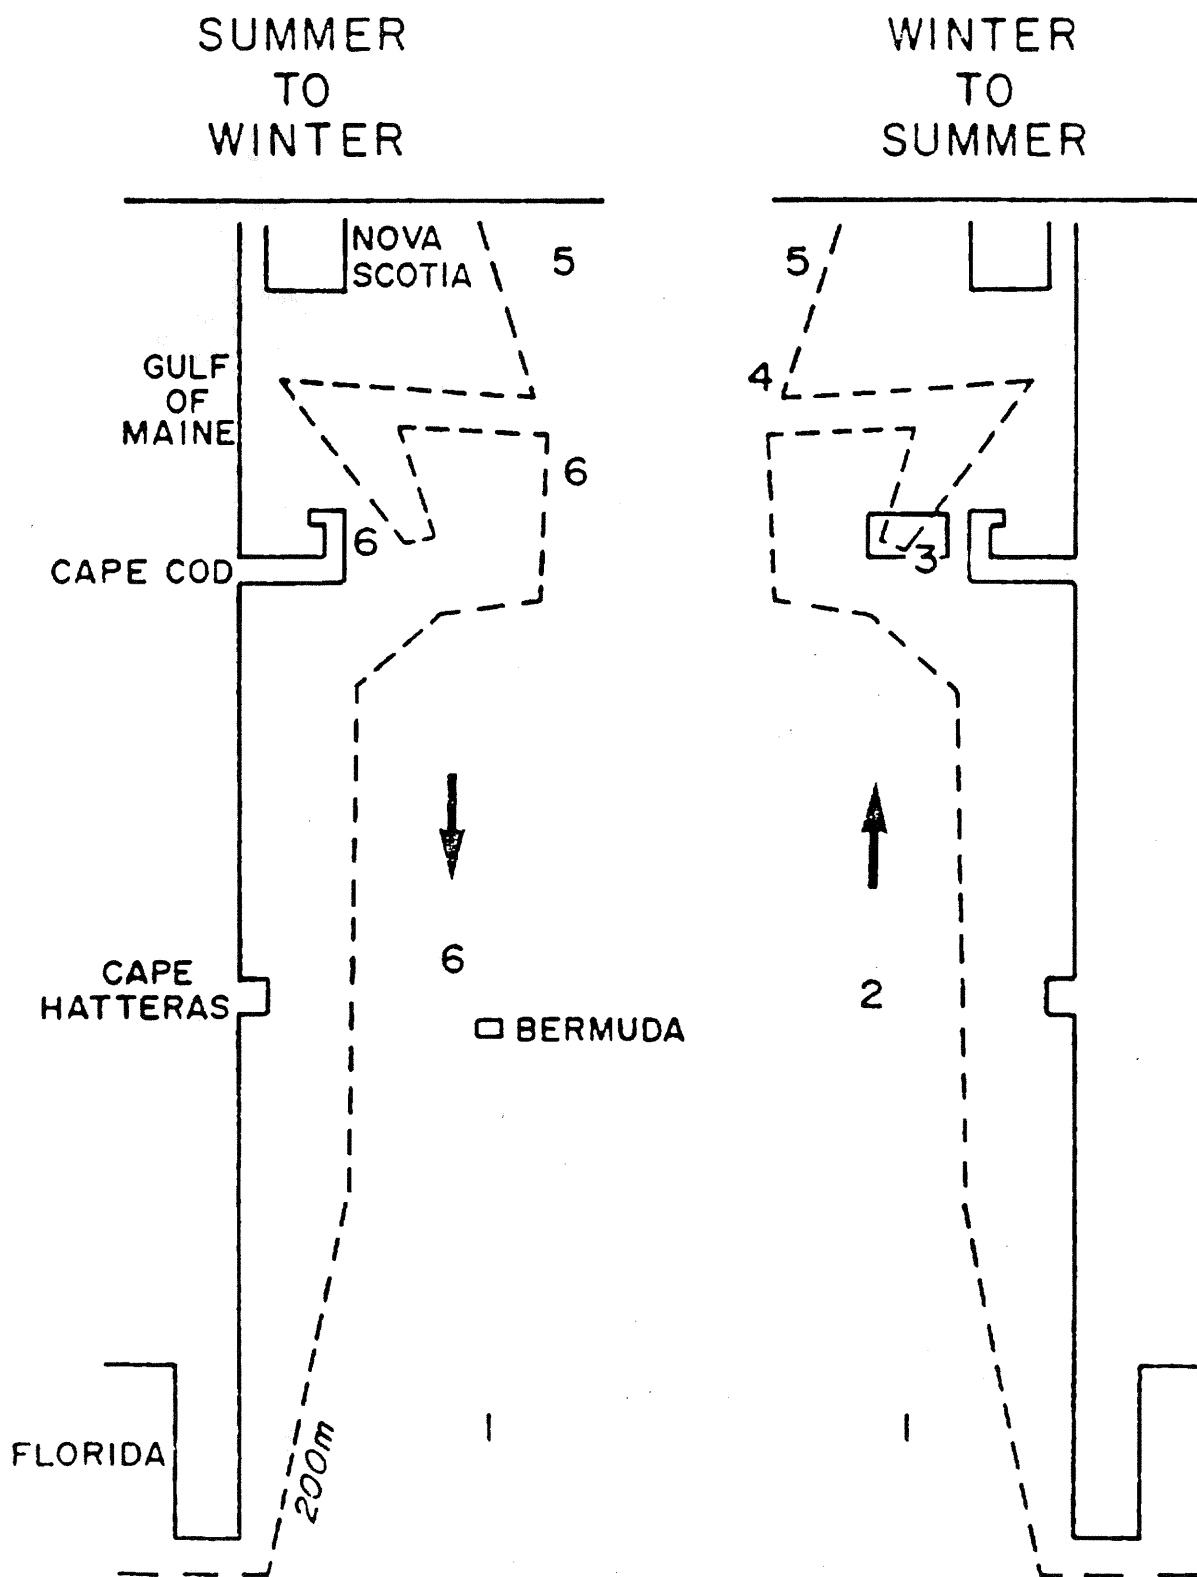 SUMMER
TO
WINTER
WINTER
TO
SUMMER
NOVA
SCOTIA
5
5
GULF
OF
MAINE
4
6
6
3
CAPE COD
6
2
CAPE
HATTERAS
BERMUDA
1
1
FLORIDA
200m